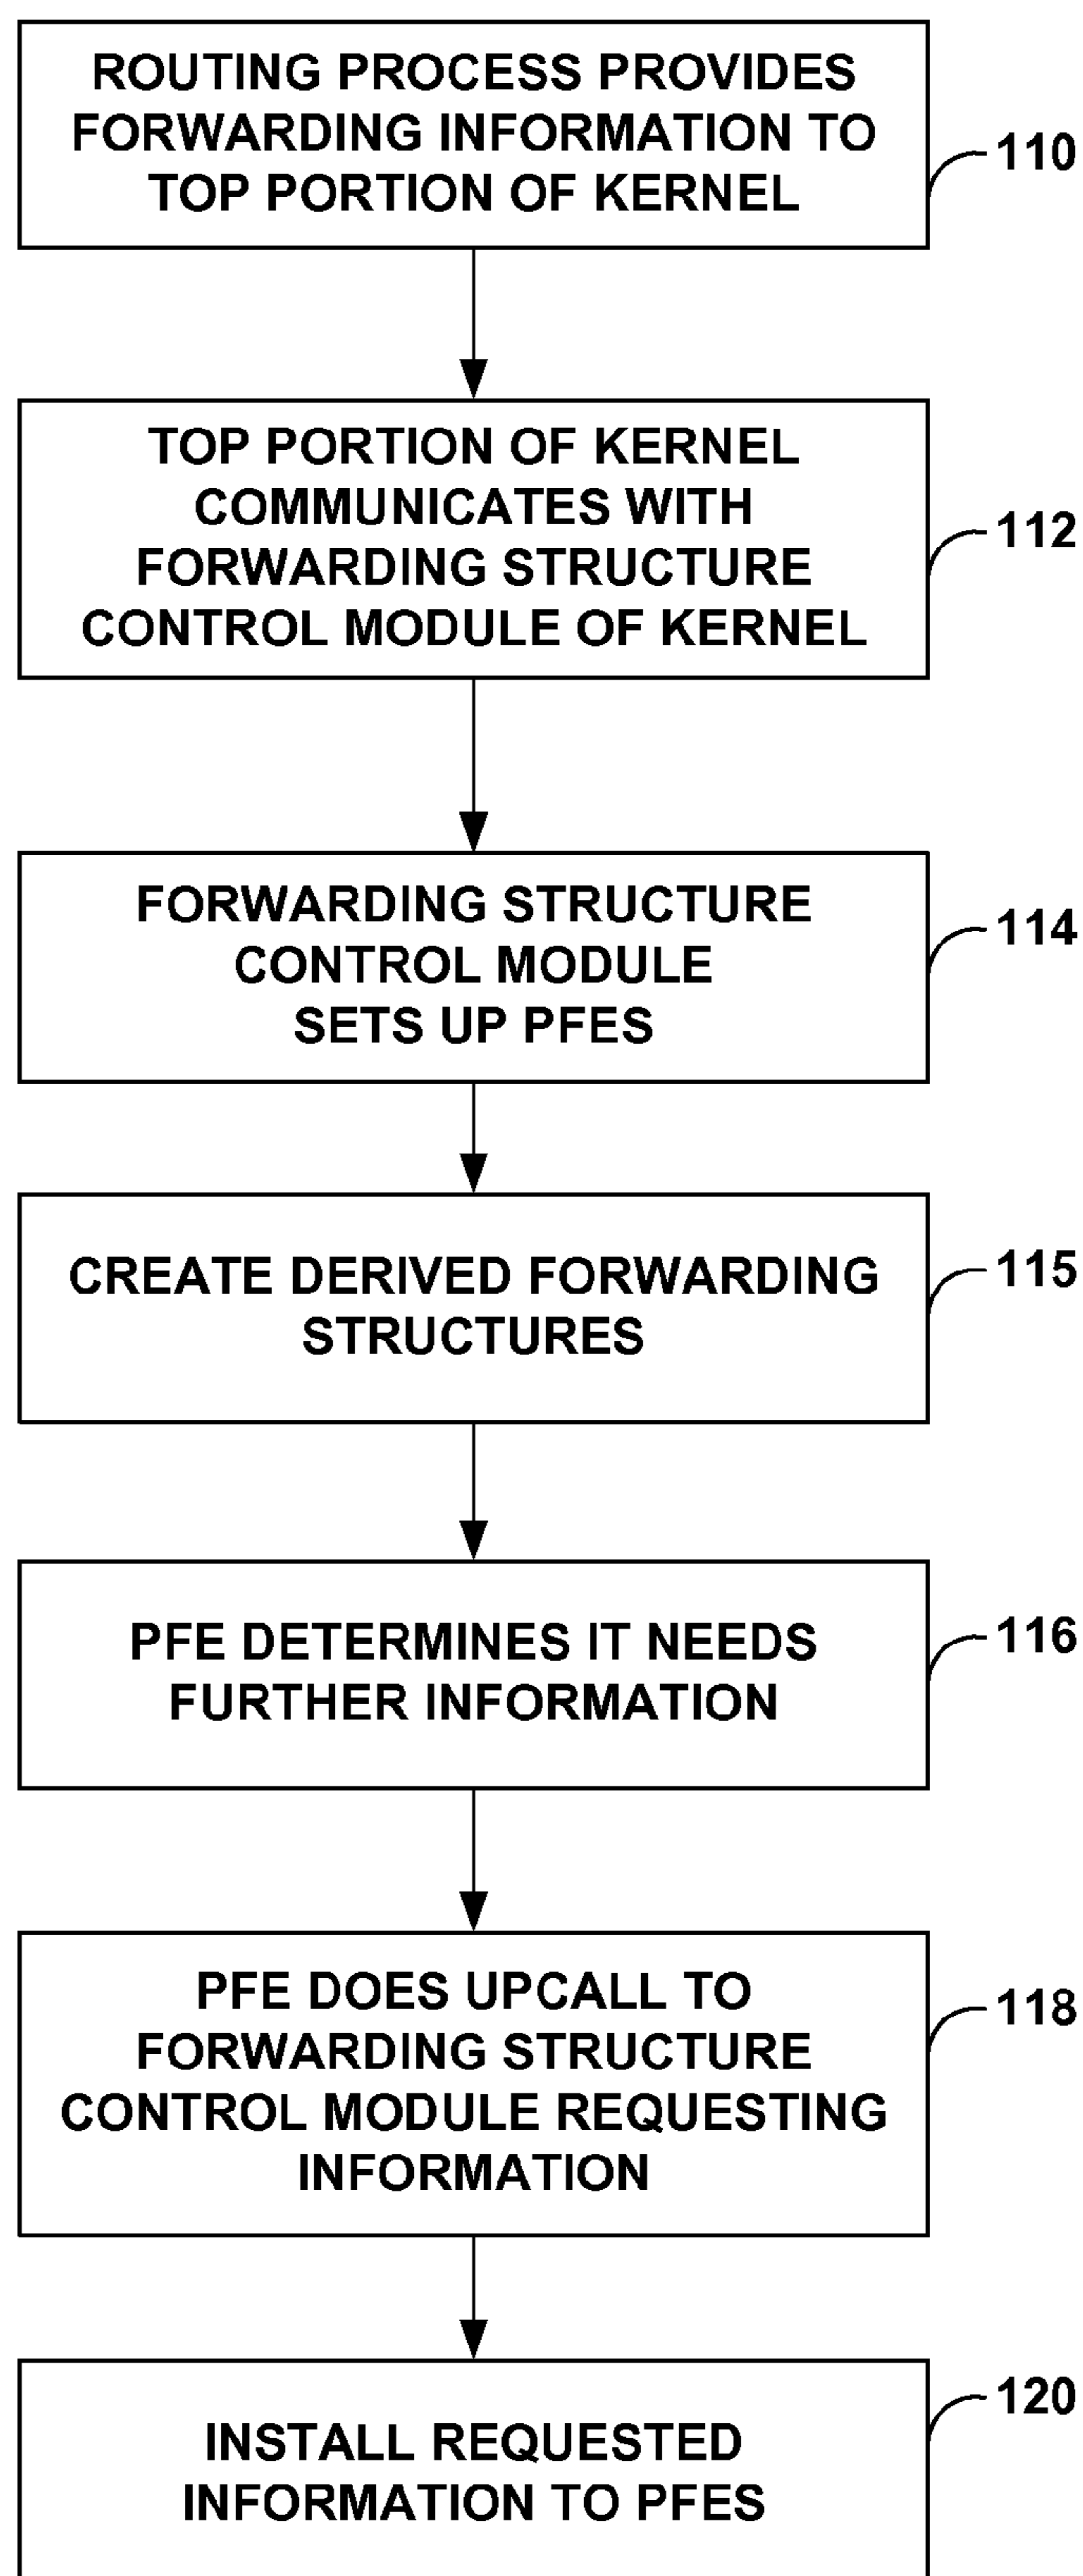 ROUTING PROCESS PROVIDES
FORWARDING INFORMATION TO
TOP PORTION OF KERNEL
110
TOP PORTION OF KERNEL
COMMUNICATES WITH
FORWARDING STRUCTURE
CONTROL MODULE OF KERNEL
112
FORWARDING STRUCTURE
CONTROL MODULE
SETS UP PFES
114
CREATE DERIVED FORWARDING
STRUCTURES
115
PFE DETERMINES IT NEEDS
FURTHER INFORMATION
116
PFE DOES UPCALL TO
FORWARDING STRUCTURE
CONTROL MODULE REQUESTING
INFORMATION
118
INSTALL REQUESTED
INFORMATION TO PFES
120